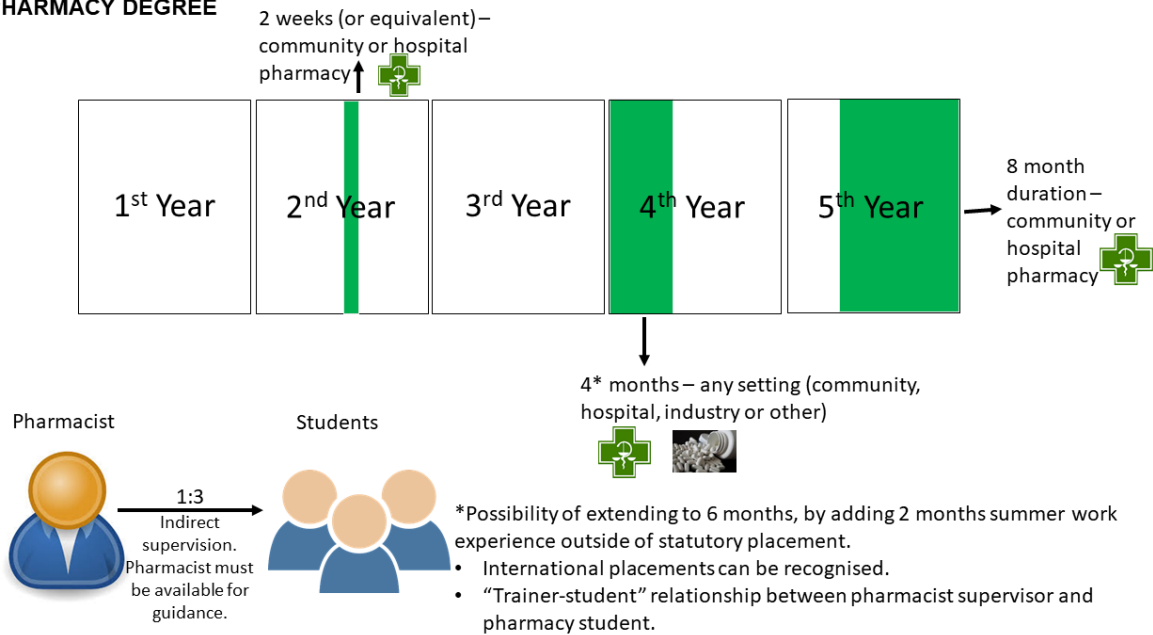 HARMACY DEGREE
2 weeks (or equivalent) –
community or hospital
pharmacy
1st Year
2nd Year
3rd Year
4th Year
5th Year
8 month
duration –
community or
hospital
pharmacy
4* months – any setting (community,
hospital, industry or other)
Pharmacist
Students
1:3
Indirect
supervision.
Pharmacist must
be available for
guidance.
*Possibility of extending to 6 months, by adding 2 months summer work
experience outside of statutory placement.
• International placements can be recognised.
• “Trainer-student” relationship between pharmacist supervisor and
pharmacy student.